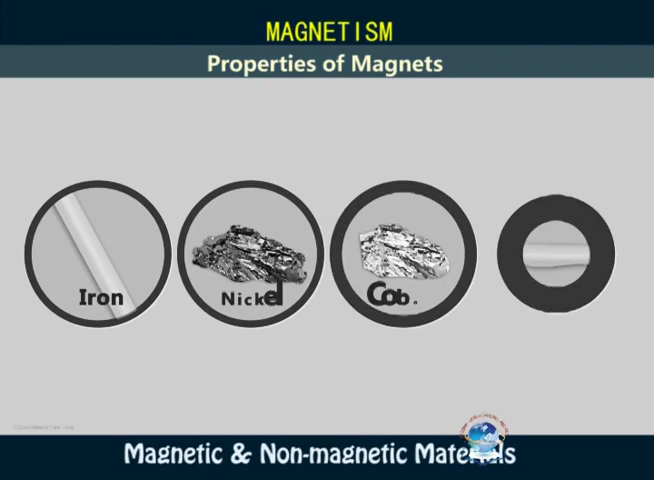 MAGNETISM
Properties of Magnets
Iron
Nickel
Cob.
Magnetic & Non-magnetic Materials